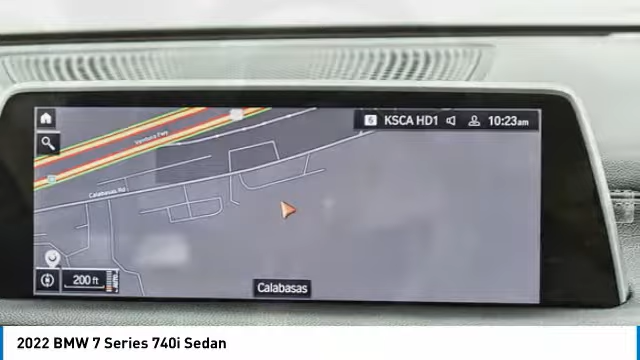 KSCA HD1 10:23am
Ventura Fwy
Calabasas Rd
200 ft
Calabasas
2022 BMW 7 Series 740i Sedan